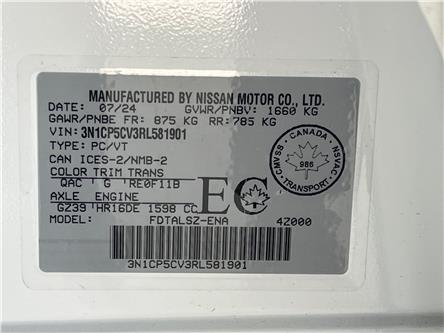 MANUFACTURED BY NISSAN MOTOR CO., LTD.
DATE: 07/24 GVWR/PNBV: 1660 KG
GAWR/PNBE FR: 875 KG RR: 785 KG
VIN: 3N1CP5CV3RL581901
TYPE: PC/VT
CAN ICES-2/NMB-2
COLOR TRIM TRANS
QAC G RE0F11B
AXLE ENGINE
GZ39 HR16DE 1598 CC
MODEL: FDTALSZ-ENA 4Z000
3N1CP5CV3RL581901
EC
CANADA
CMVSS NSVAC
986
TRANSPORT